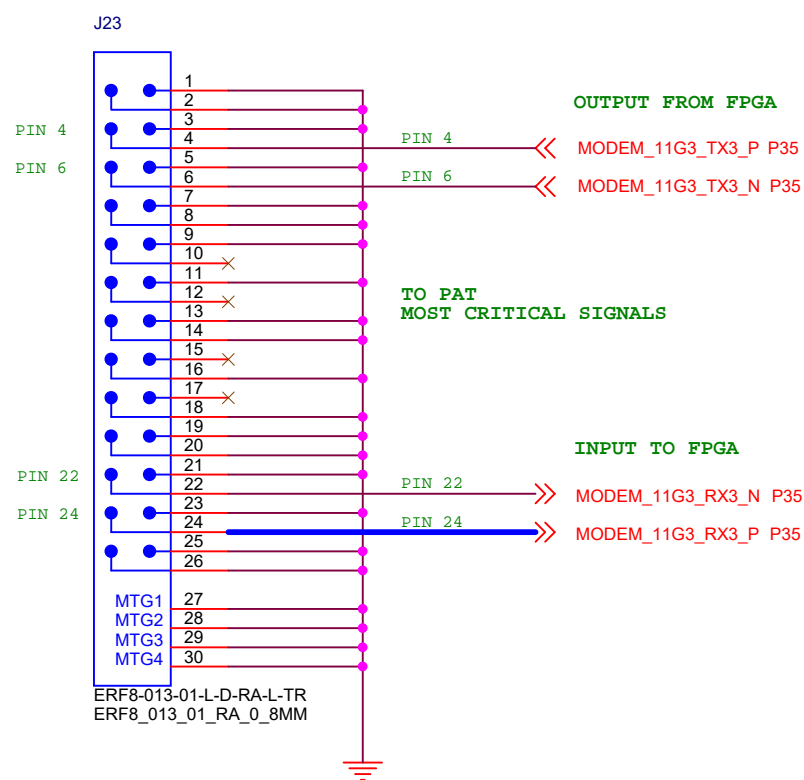 J23
1
2
OUTPUT FROM FPGA
3
PIN 4
4
PIN 4
MODEM_11G3_TX3_P P35
5
PIN 6
6
PIN 6
MODEM_11G3_TX3_N P35
7
8
9
10
11
12
TO PAT
MOST CRITICAL SIGNALS
13
14
15
16
17
18
19
20
INPUT TO FPGA
21
PIN 22
22
PIN 22
MODEM_11G3_RX3_N P35
23
PIN 24
24
PIN 24
MODEM_11G3_RX3_P P35
25
26
MTG1 27
MTG2 28
MTG3 29
MTG4 30
ERF8-013-01-L-D-RA-L-TR
ERF8_013_01_RA_0_8MM